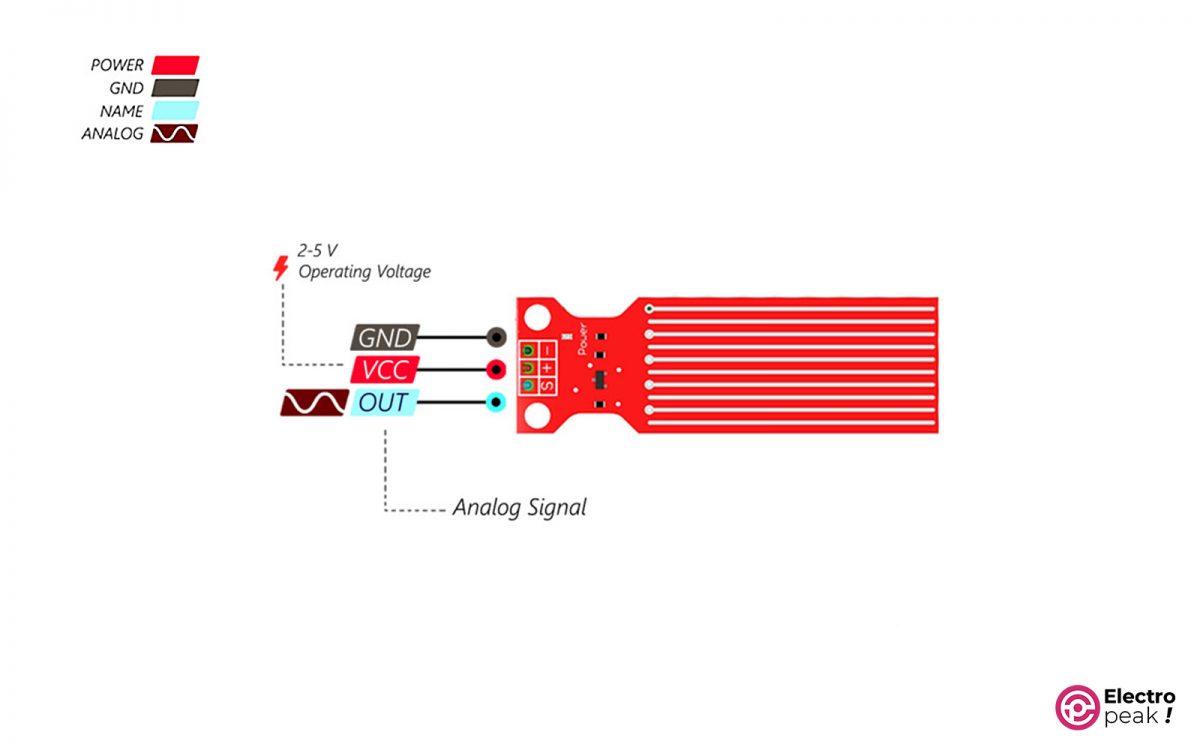 POWER
GND
NAME
ANALOG
2-5 V
Operating Voltage
GND
VCC
OUT
Analog Signal
Power
-
+
S
Electro
peak !